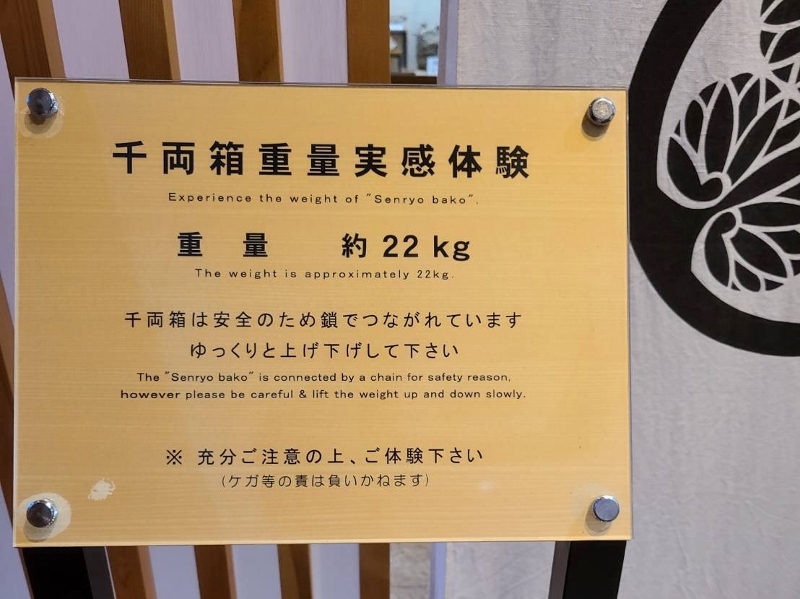 千両箱重量実感体験
Experience the weight of "Senryo bako".
重量 約22kg
The weight is approximately 22kg.
千両箱は安全のため鎖でつながれています
ゆっくりと上げ下げして下さい
The "Senryo bako" is connected by a chain for safety reason,
however please be careful & lift the weight up and down slowly.
※ 充分ご注意の上、ご体験下さい
(ケガ等の責は負いかねます)